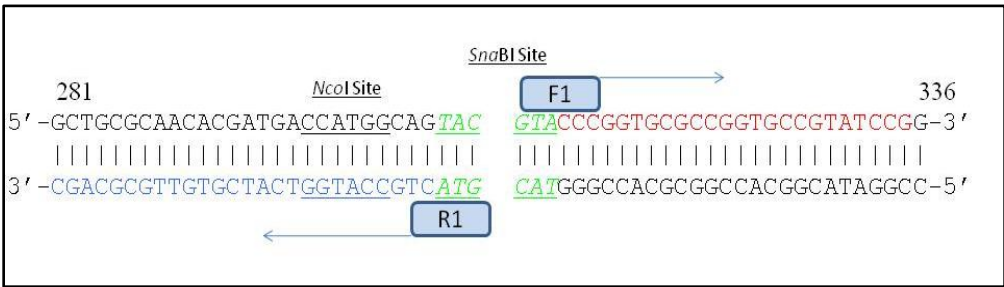 SnaBI Site
281 NcoI Site F1 336
5′-GCTGCGCAACACGATGACCATGGCAGTAC GTACCCGGTGCGCCGGTGCCGTATCCGG-3′
3′-CGACGCGTTGTGCTACTGGTACCGTCATG CATGGGCCACGCGGCCACGGCATAGGCC-5′
R1